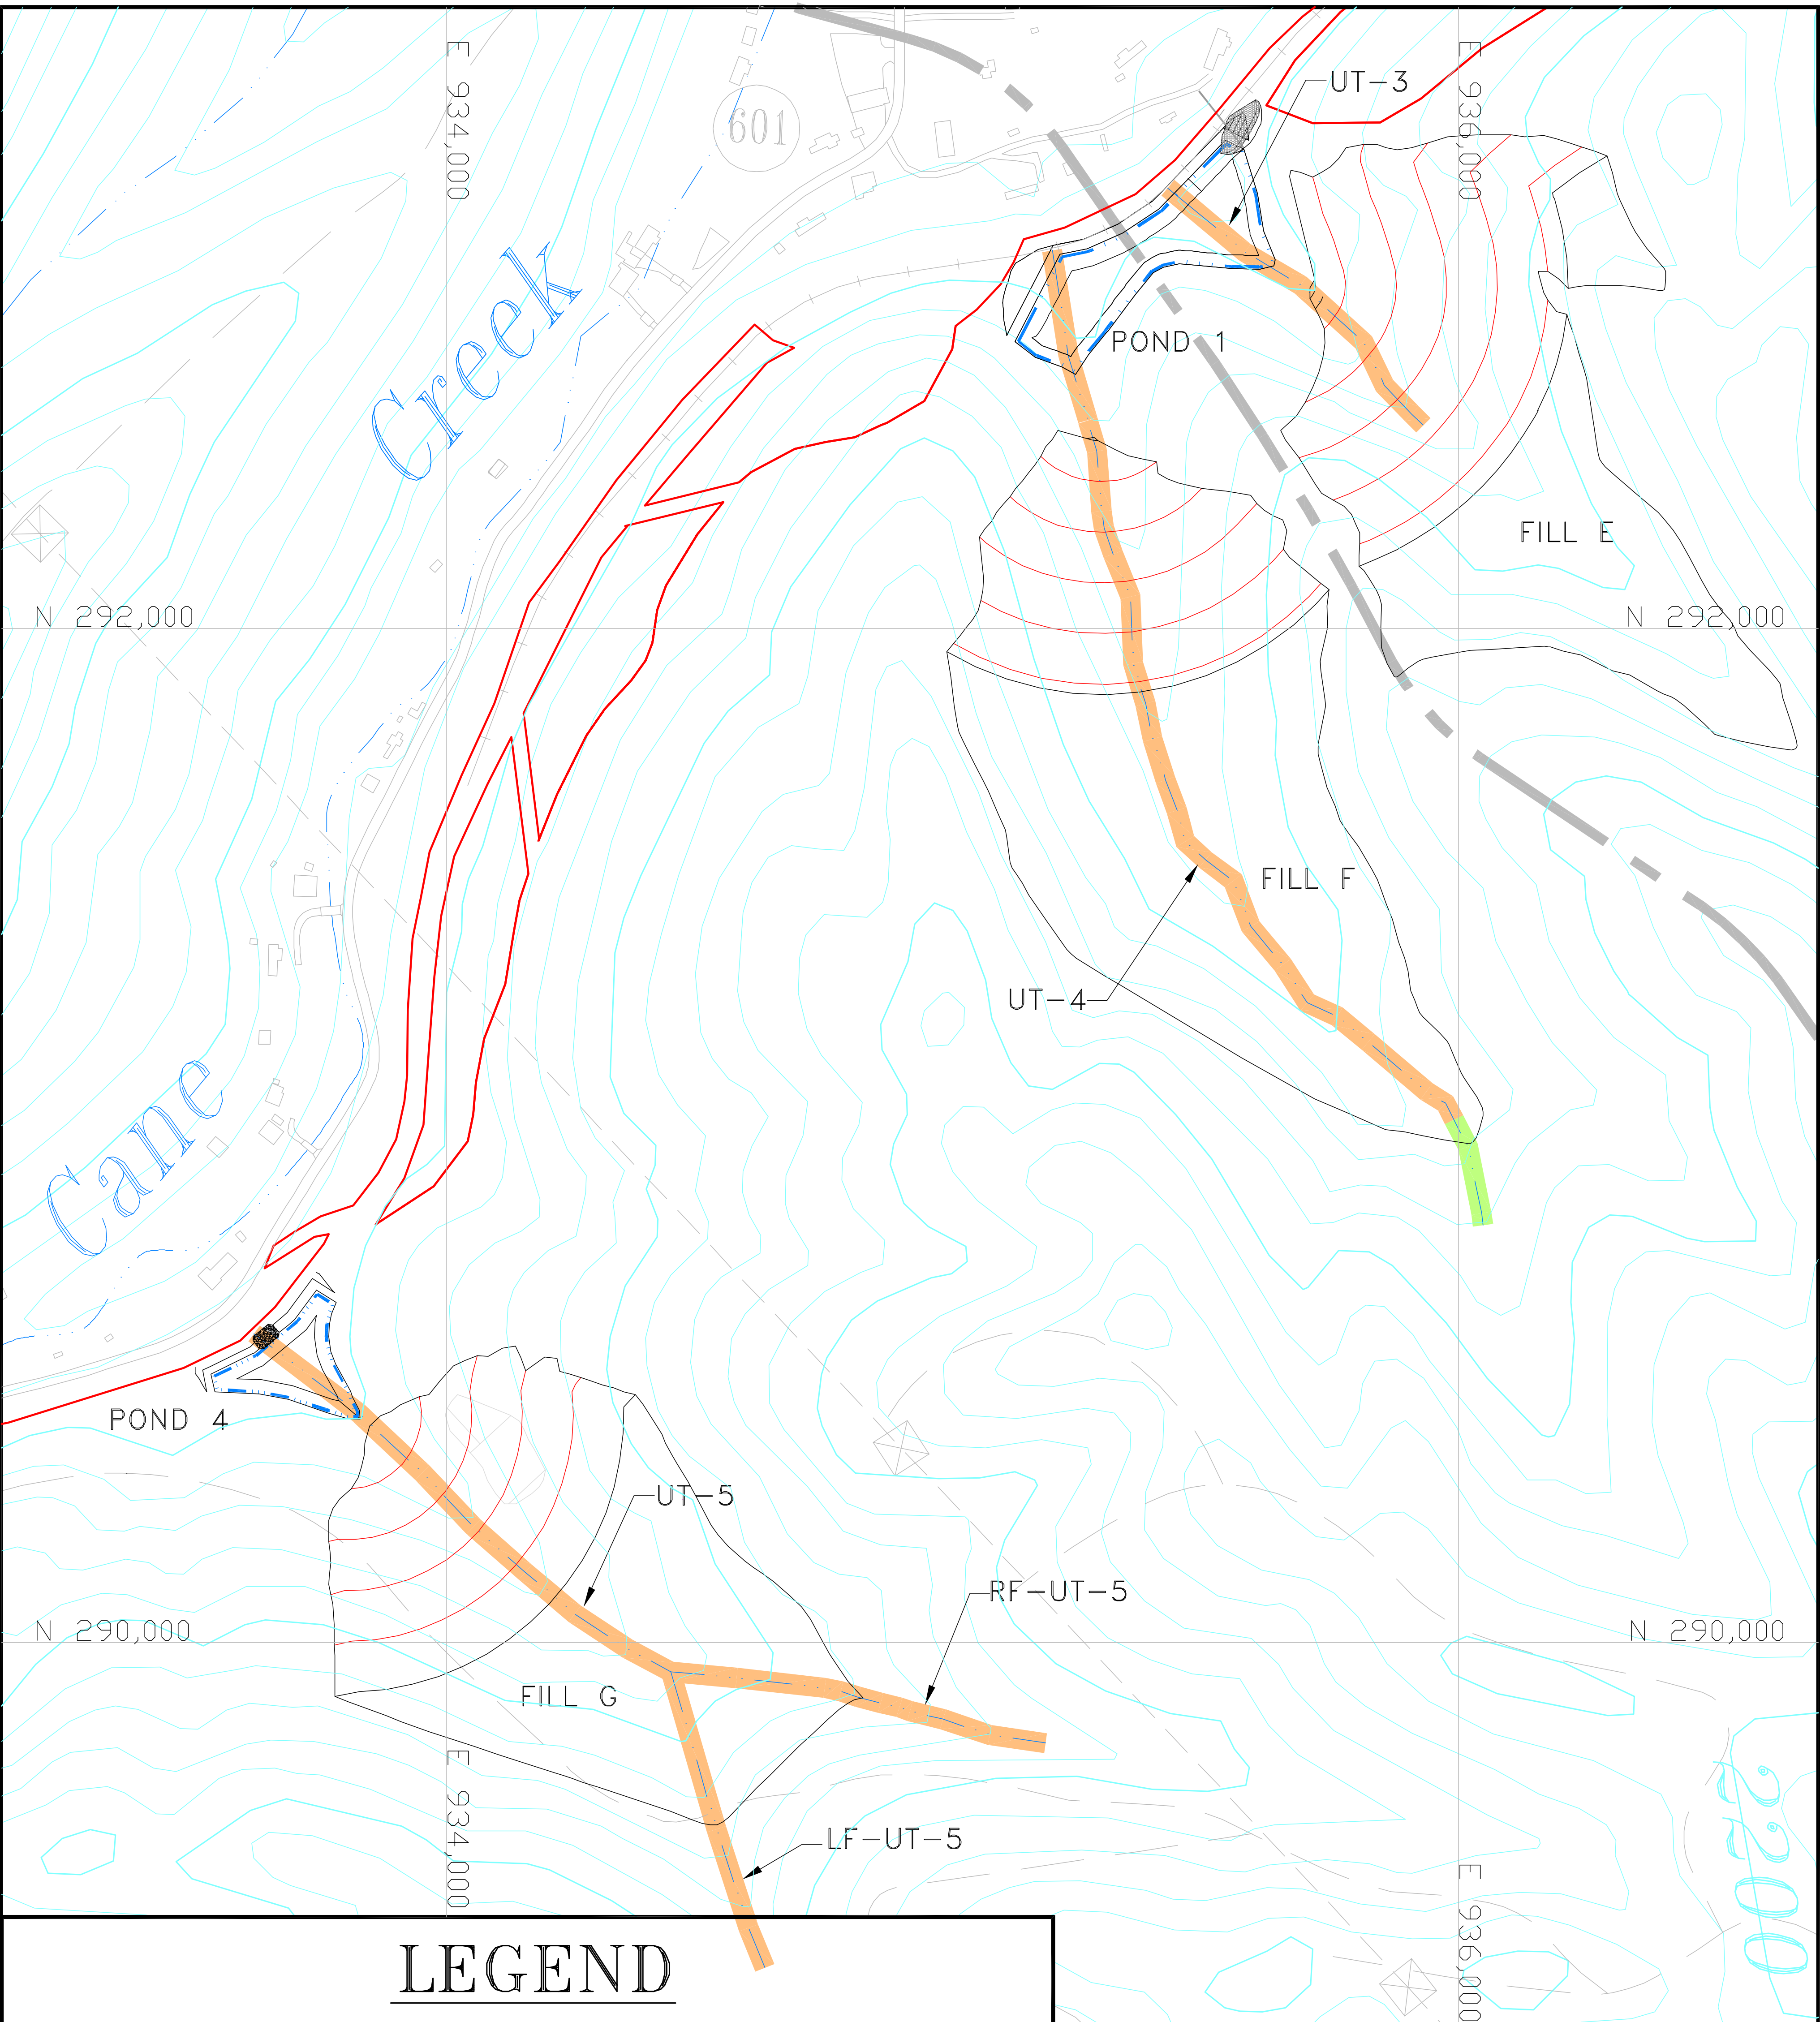 E 934,000
E 936,000
UT-3
601
Creek
POND 1
FILL E
N 292,000
N 292,000
FILL F
UT-4
Cane
POND 4
UT-5
RF-UT-5
N 290,000
N 290,000
FILL G
E 934,000
LF-UT-5
2200
E 936,000
LEGEND